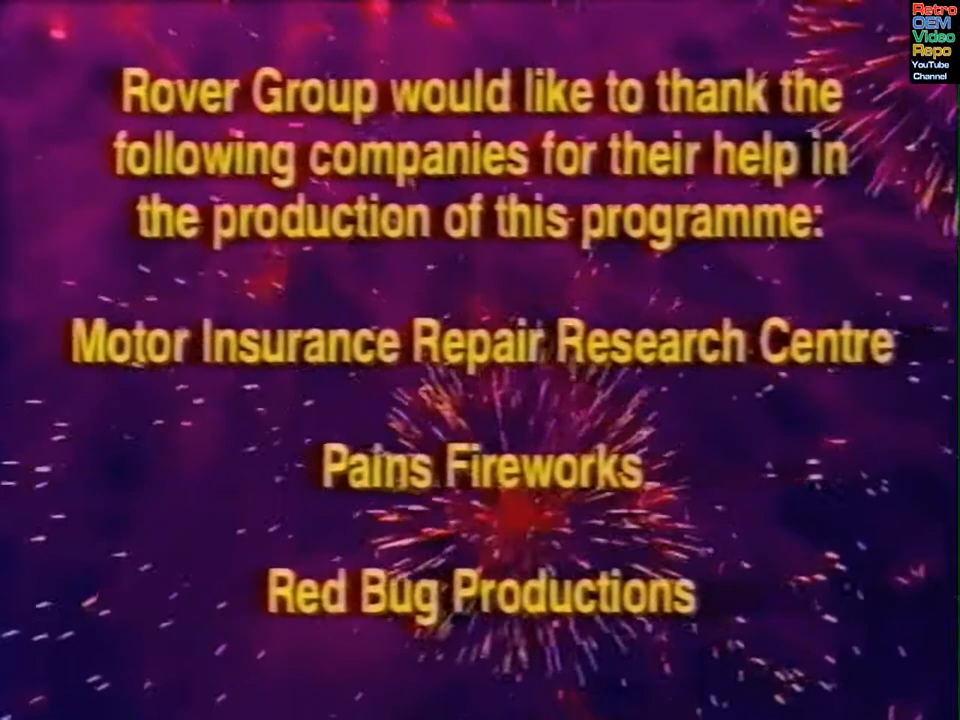 Retro
OEM
Video
Repo
YouTube
Channel
Rover Group would like to thank the
following companies for their help in
the production of this programme:
Motor Insurance Repair Research Centre
Pains Fireworks
Red Bug Productions